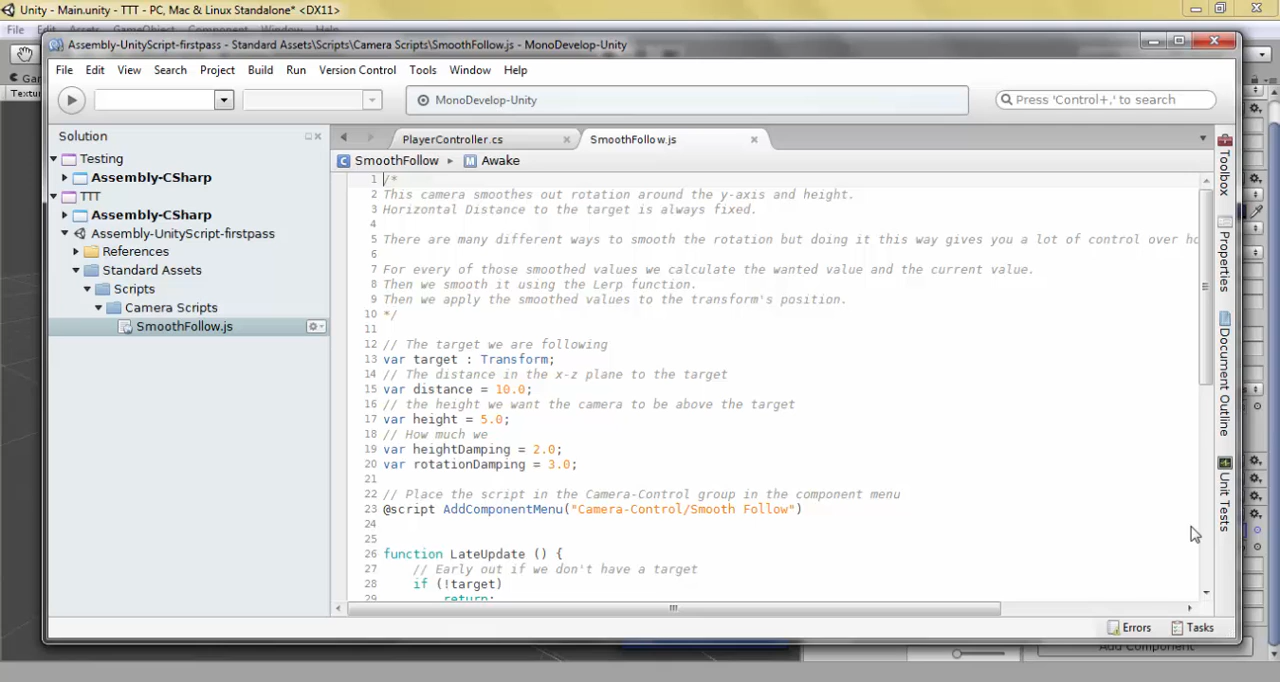 Unity - Main.unity - TTT - PC, Mac & Linux Standalone* <DX11>
File Edit Assets GameObject Component Window Help
Assembly-UnityScript-firstpass - Standard Assets\Scripts\Camera Scripts\SmoothFollow.js - MonoDevelop-Unity
File Edit View Search Project Build Run Version Control Tools Window Help
MonoDevelop-Unity
Press 'Control+,' to search
Solution
Testing
Assembly-CSharp
TTT
Assembly-CSharp
Assembly-UnityScript-firstpass
References
Standard Assets
Scripts
Camera Scripts
SmoothFollow.js
PlayerController.cs
SmoothFollow.js
SmoothFollow
Awake
1 /*
2 This camera smoothes out rotation around the y-axis and height.
3 Horizontal Distance to the target is always fixed.
4
5 There are many different ways to smooth the rotation but doing it this way gives you a lot of control over
6
7 For every of those smoothed values we calculate the wanted value and the current value.
8 Then we smooth it using the Lerp function.
9 Then we apply the smoothed values to the transform's position.
10 */
11
12 // The target we are following
13 var target : Transform;
14 // The distance in the x-z plane to the target
15 var distance = 10.0;
16 // the height we want the camera to be above the target
17 var height = 5.0;
18 // How much we
19 var heightDamping = 2.0;
20 var rotationDamping = 3.0;
21
22 // Place the script in the Camera-Control group in the component menu
23 @script AddComponentMenu("Camera-Control/Smooth Follow")
24
25
26 function LateUpdate () {
27 // Early out if we don't have a target
28 if (!target)
29 return;
Toolbox
Properties
Document Outline
Unit Tests
Errors
Tasks
Add Component